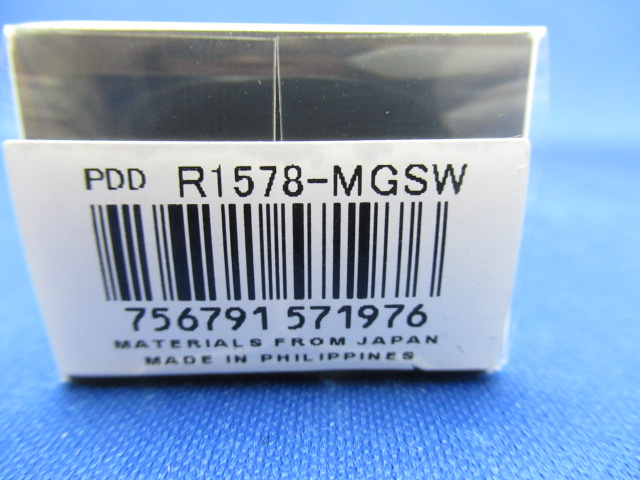 PDD R1578-MGSW
756791 571976
MATERIALS FROM JAPAN
MADE IN PHILIPPINES